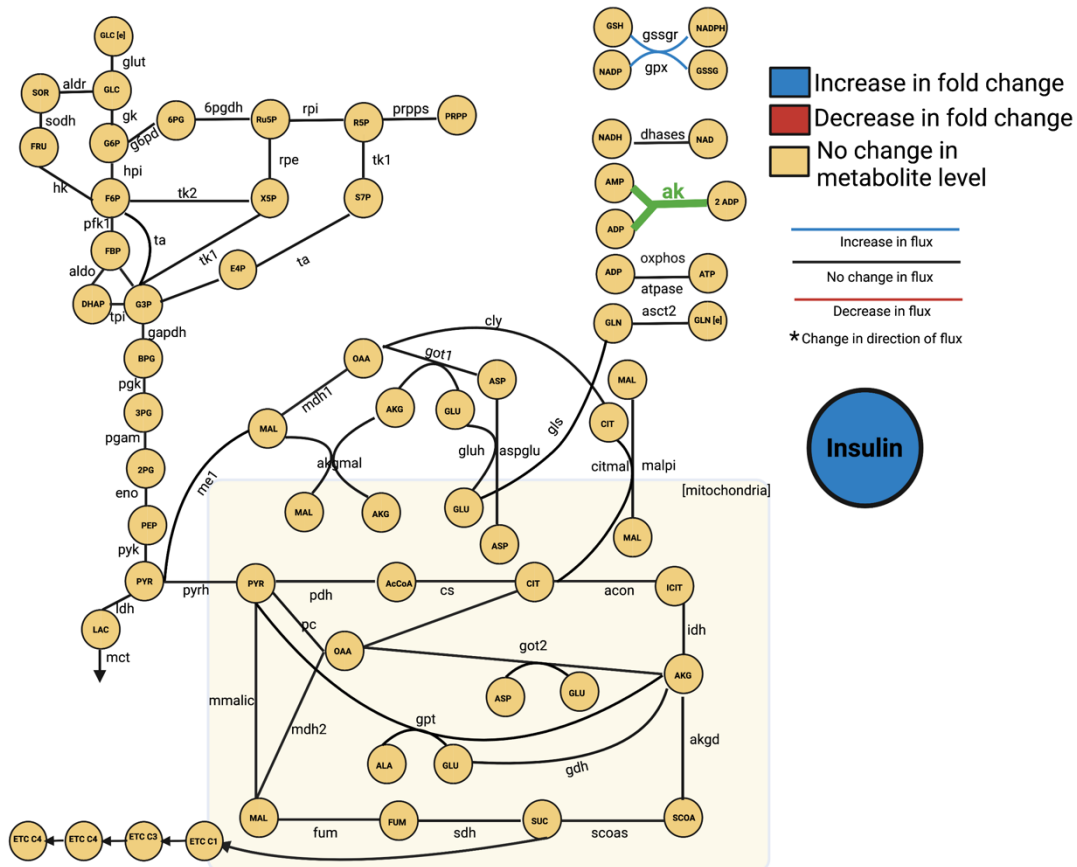 GLC [e]
glut
SOR
aldr
GLC
sodh
gk
FRU
G6P
g6pd
6PG
6pgdh
Ru5P
rpi
R5P
prpps
PRPP
hk
hpi
rpe
tk1
F6P
tk2
X5P
S7P
pfk1
ta
FBP
tk1
E4P
ta
aldo
DHAP
tpi
G3P
gapdh
BPG
pgk
3PG
pgam
2PG
eno
PEP
pyk
PYR
ldh
LAC
mct
GSH
gssgr
NADPH
NADP
gpx
GSSG
NADH
dhases
NAD
AMP
ak
2 ADP
ADP
ADP
oxphos
ATP
atpase
GLN
asct2
GLN [e]
Increase in fold change
Decrease in fold change
No change in
metabolite level
Increase in flux
No change in flux
Decrease in flux
*Change in direction of flux
Insulin
cly
OAA
got1
ASP
MAL
mdh1
AKG
GLU
CIT
MAL
gls
me1
akgmal
gluh
aspglu
citmal
malpi
[mitochondria]
MAL
AKG
GLU
ASP
MAL
pyrh
PYR
pdh
AcCoA
cs
CIT
acon
ICIT
pc
idh
OAA
got2
AKG
ASP
GLU
mmalic
mdh2
gpt
akgd
ALA
GLU
gdh
MAL
fum
FUM
sdh
SUC
scoas
SCOA
ETC C4
ETC C4
ETC C3
ETC C1